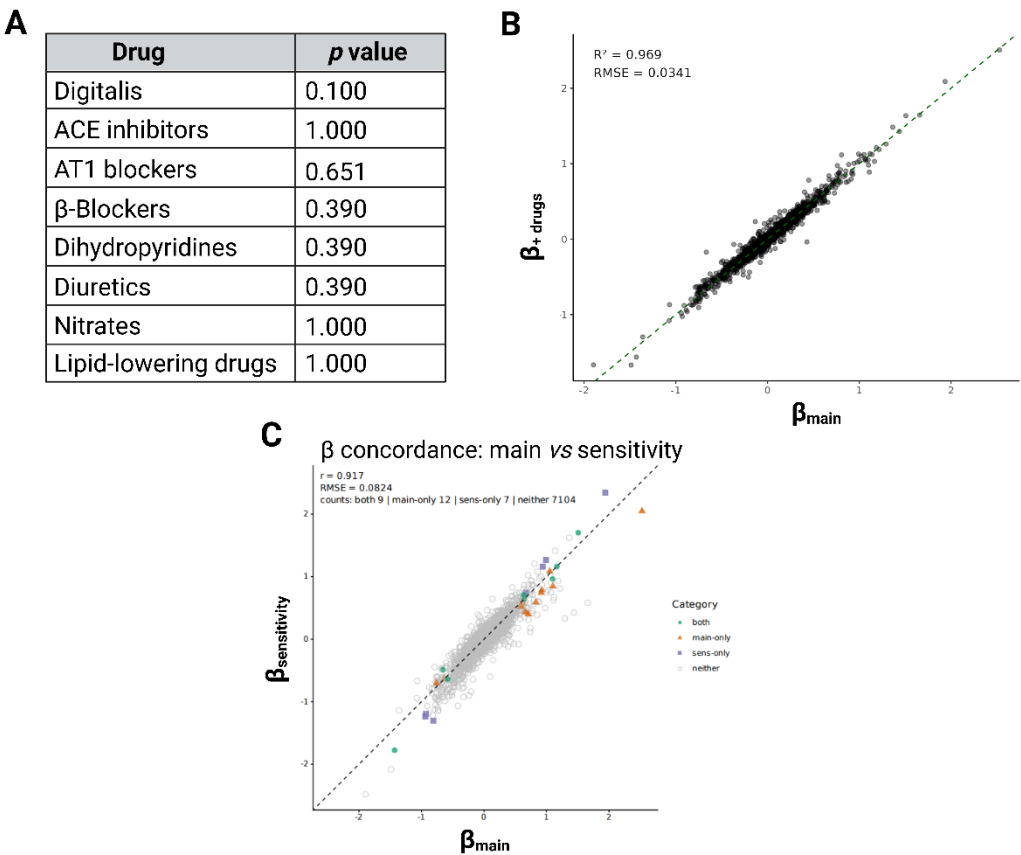 A
Drug p value
Digitalis 0.100
ACE inhibitors 1.000
AT1 blockers 0.651
β-Blockers 0.390
Dihydropyridines 0.390
Diuretics 0.390
Nitrates 1.000
Lipid-lowering drugs 1.000
B
R² = 0.969
RMSE = 0.0341
2
1
0
-1
β+ drugs
-2 -1 0 1 2
βmain
C
β concordance: main vs sensitivity
r = 0.917
RMSE = 0.0824
counts: both 9 | main-only 12 | sens-only 7 | neither 7104
2
1
0
-1
-2
βsensitivity
-2 -1 0 1 2
βmain
Category
both
main-only
sens-only
neither